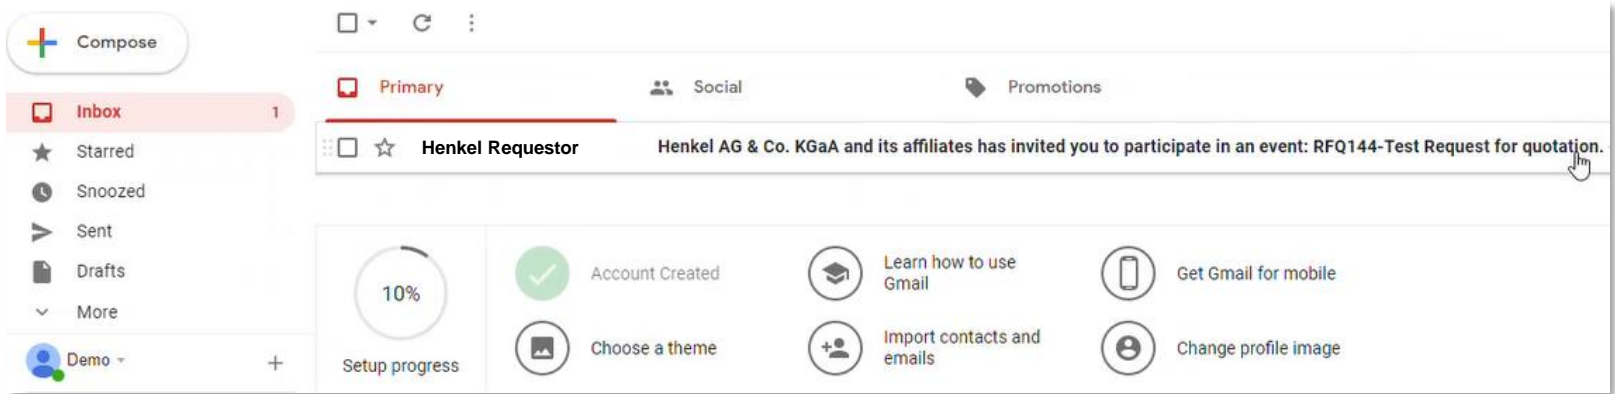 Compose
Inbox 1
Starred
Snoozed
Sent
Drafts
More
Demo
Primary Social Promotions
Henkel Requestor Henkel AG & Co. KGaA and its affiliates has invited you to participate in an event: RFQ144-Test Request for quotation.
10%
Setup progress
Account Created
Learn how to use
Gmail
Get Gmail for mobile
Choose a theme
Import contacts and
emails
Change profile image